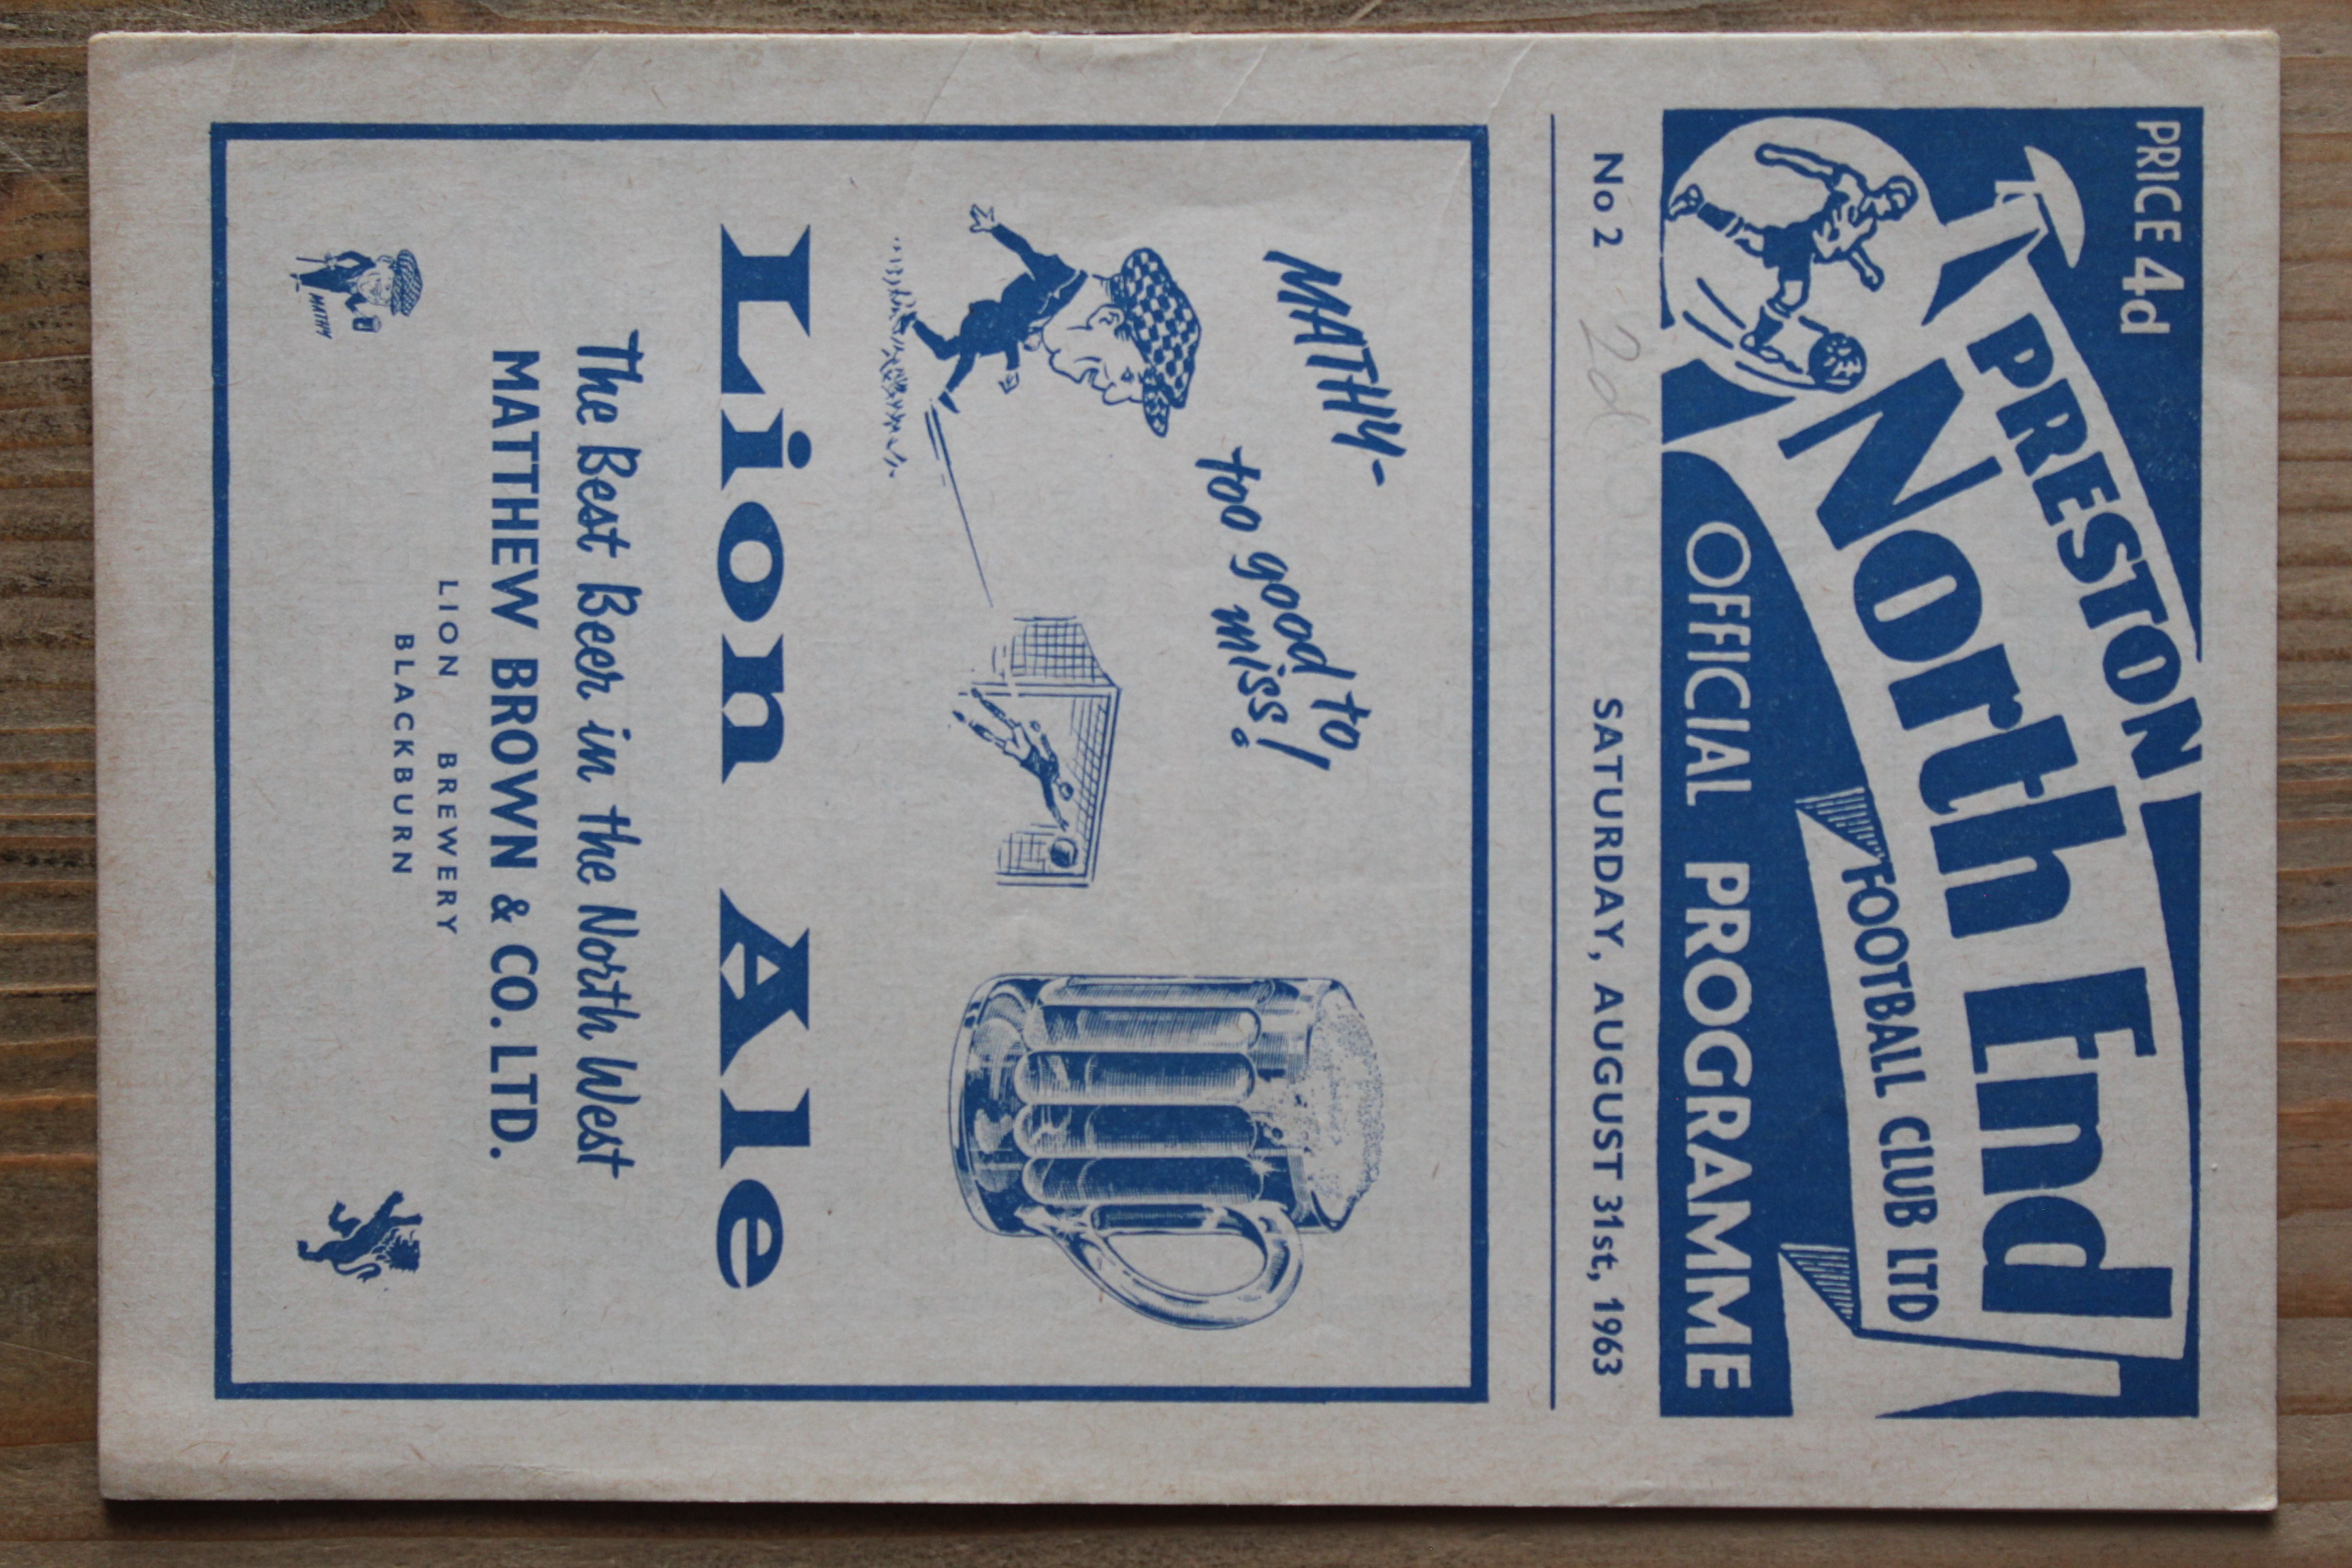 PRICE 4d
PRESTON
North End
FOOTBALL CLUB LTD
OFFICIAL PROGRAMME
No 2 SATURDAY, AUGUST 31st, 1963
2d
MATHY-
too good to
miss!
Lion Ale
The Best Beer in the North West
MATTHEW BROWN & CO. LTD.
LION BREWERY
BLACKBURN
MATHY